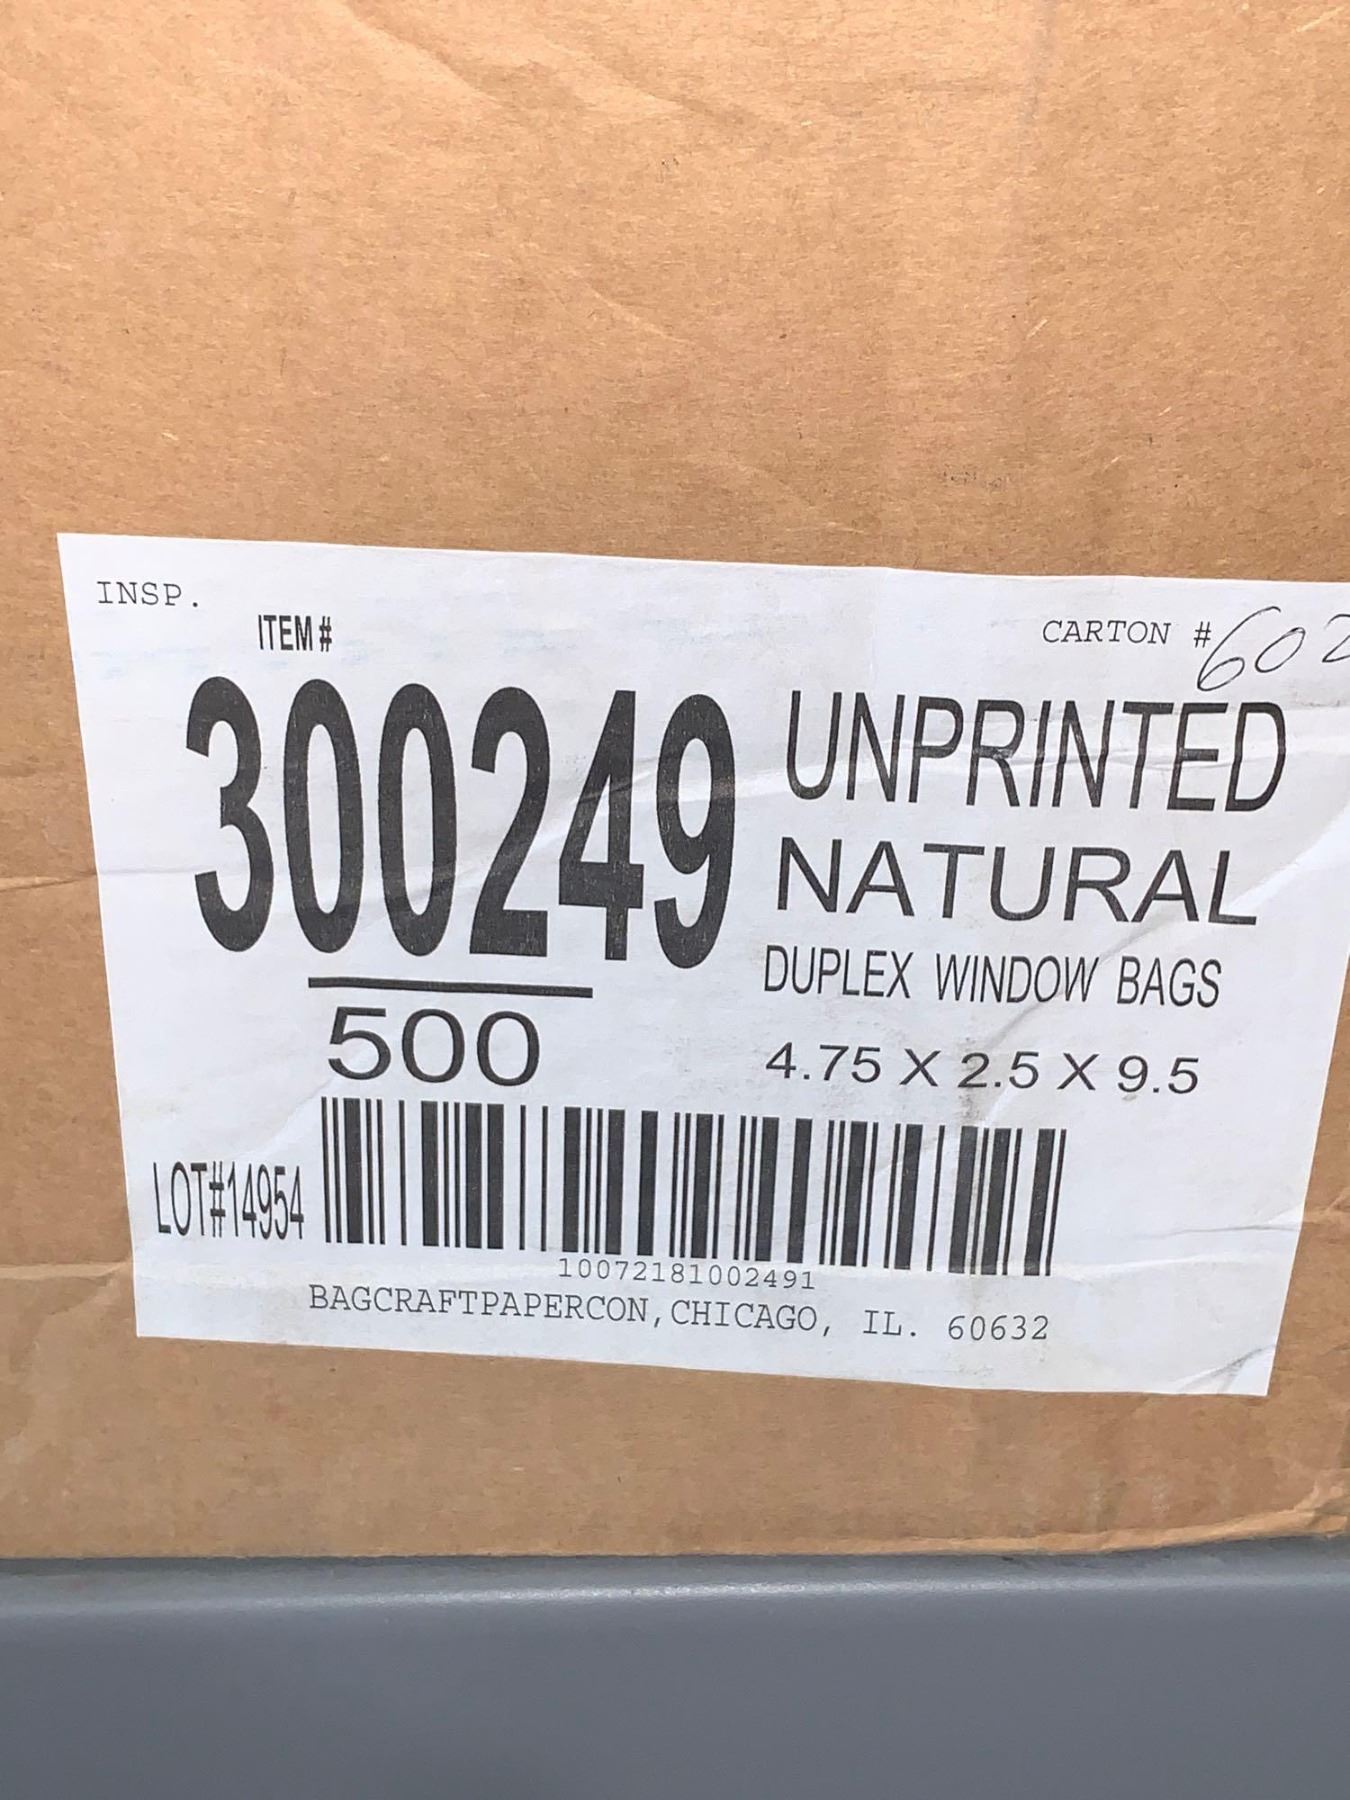 INSP.
ITEM #
CARTON # 602
300249
UNPRINTED
NATURAL
DUPLEX WINDOW BAGS
500
4.75 X 2.5 X 9.5
LOT#14954
10072181002491
BAGCRAFTPAPERCON, CHICAGO, IL. 60632